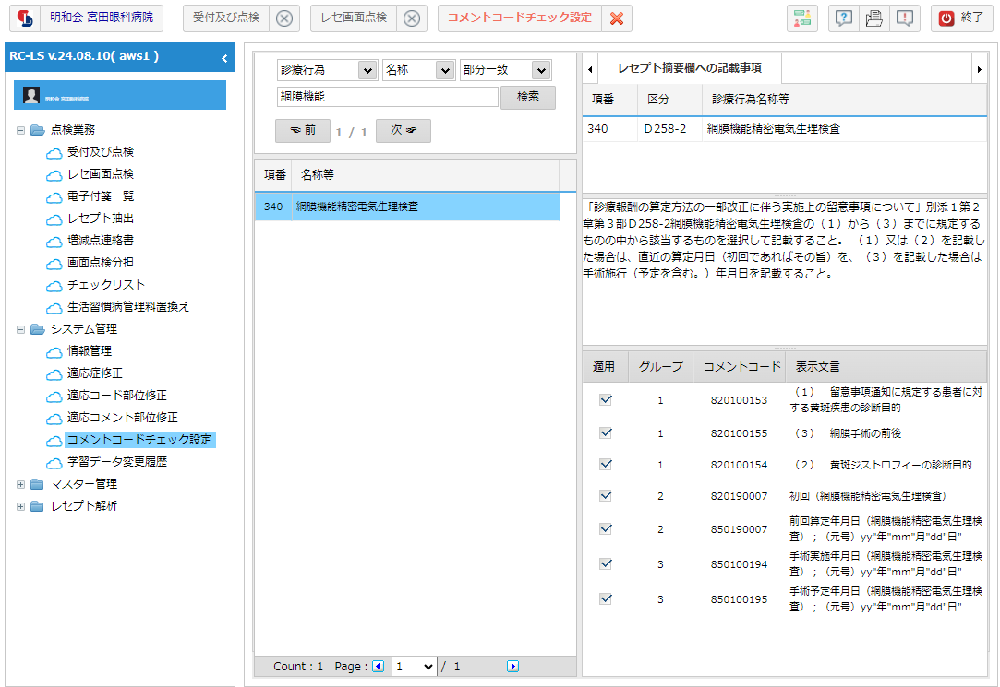 明和会 宮田眼科病院
受付及び点検
レセ画面点検
コメントコードチェック設定
終了
RC-LS v.24.08.10( aws1 )
明和会 宮田眼科病院
点検業務
受付及び点検
レセ画面点検
電子付箋一覧
レセプト抽出
増減点連絡書
画面点検分担
チェックリスト
生活習慣病管理料置換え
システム管理
情報管理
適応症修正
適応コード部位修正
適応コメント部位修正
コメントコードチェック設定
学習データ変更履歴
マスター管理
レセプト解析
診療行為 名称 部分一致
網膜機能 検索
前 1 / 1 次
項番 名称等
340 網膜機能精密電気生理検査
Count : 1 Page : 1 / 1
レセプト摘要欄への記載事項
項番 区分 診療行為名称等
340 Ｄ258-2 網膜機能精密電気生理検査
「診療報酬の算定方法の一部改正に伴う実施上の留意事項について」別添１第２
章第３部Ｄ258-2網膜機能精密電気生理検査の（１）から（３）までに規定する
ものの中から該当するものを選択して記載すること。（１）又は（２）を記載し
た場合は、直近の算定月日（初回であればその旨）を、（３）を記載した場合は
手術施行（予定を含む。）年月日を記載すること。
適用 グループ コメントコード 表示文言
1 820100153 （１）　留意事項通知に規定する患者に対
する黄斑疾患の診断目的
1 820100155 （３）　網膜手術の前後
1 820100154 （２）　黄斑ジストロフィーの診断目的
2 820190007 初回（網膜機能精密電気生理検査）
2 850190007 前回算定年月日（網膜機能精密電気生理検
査）；（元号）yy"年"mm"月"dd"日"
3 850100194 手術実施年月日（網膜機能精密電気生理検
査）；（元号）yy"年"mm"月"dd"日"
3 850100195 手術予定年月日（網膜機能精密電気生理検
査）；（元号）yy"年"mm"月"dd"日"